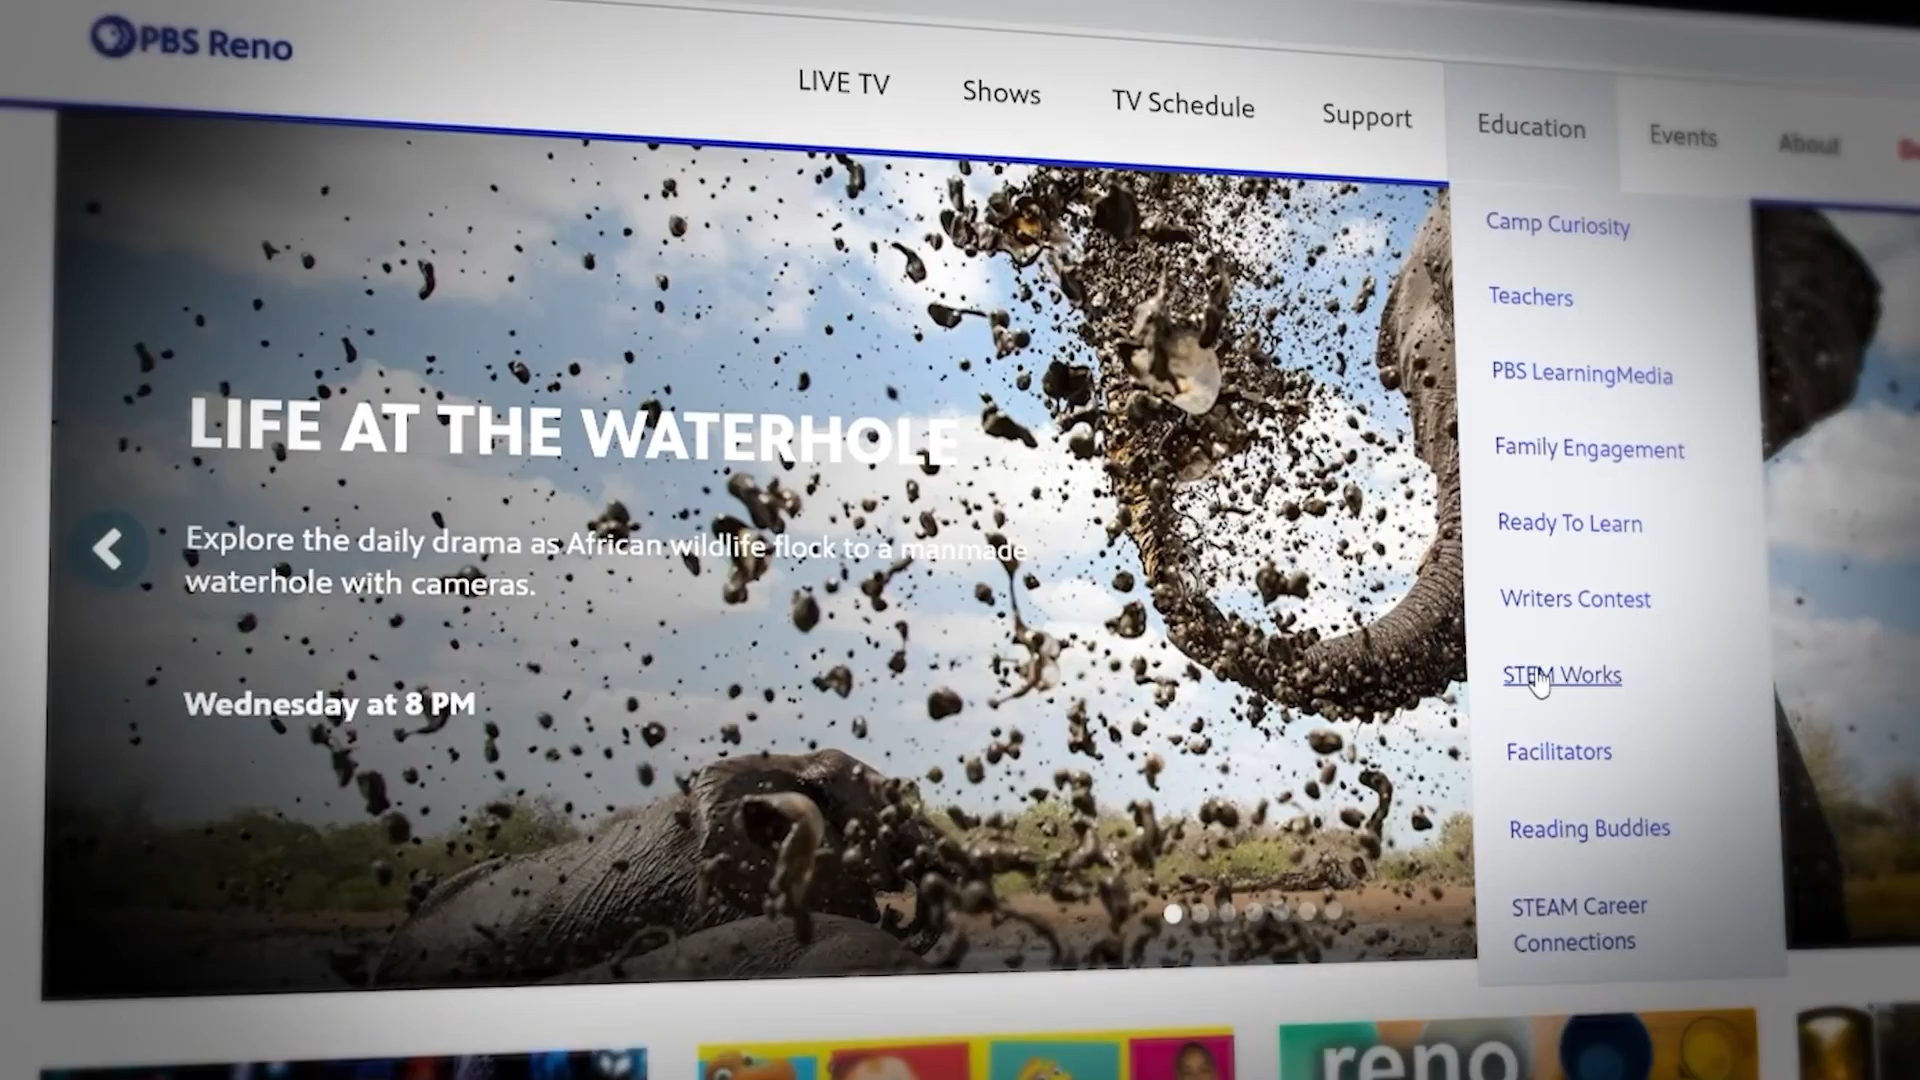 PBS Reno
LIVE TV
Shows
TV Schedule
Support
Education
Events
About
Camp Curiosity
Teachers
PBS LearningMedia
Family Engagement
Ready To Learn
Writers Contest
STEM Works
Facilitators
Reading Buddies
STEAM Career
Connections
LIFE AT THE WATERHOLE
Explore the daily drama as African wildlife flock to a manmade
waterhole with cameras.
Wednesday at 8 PM
reno